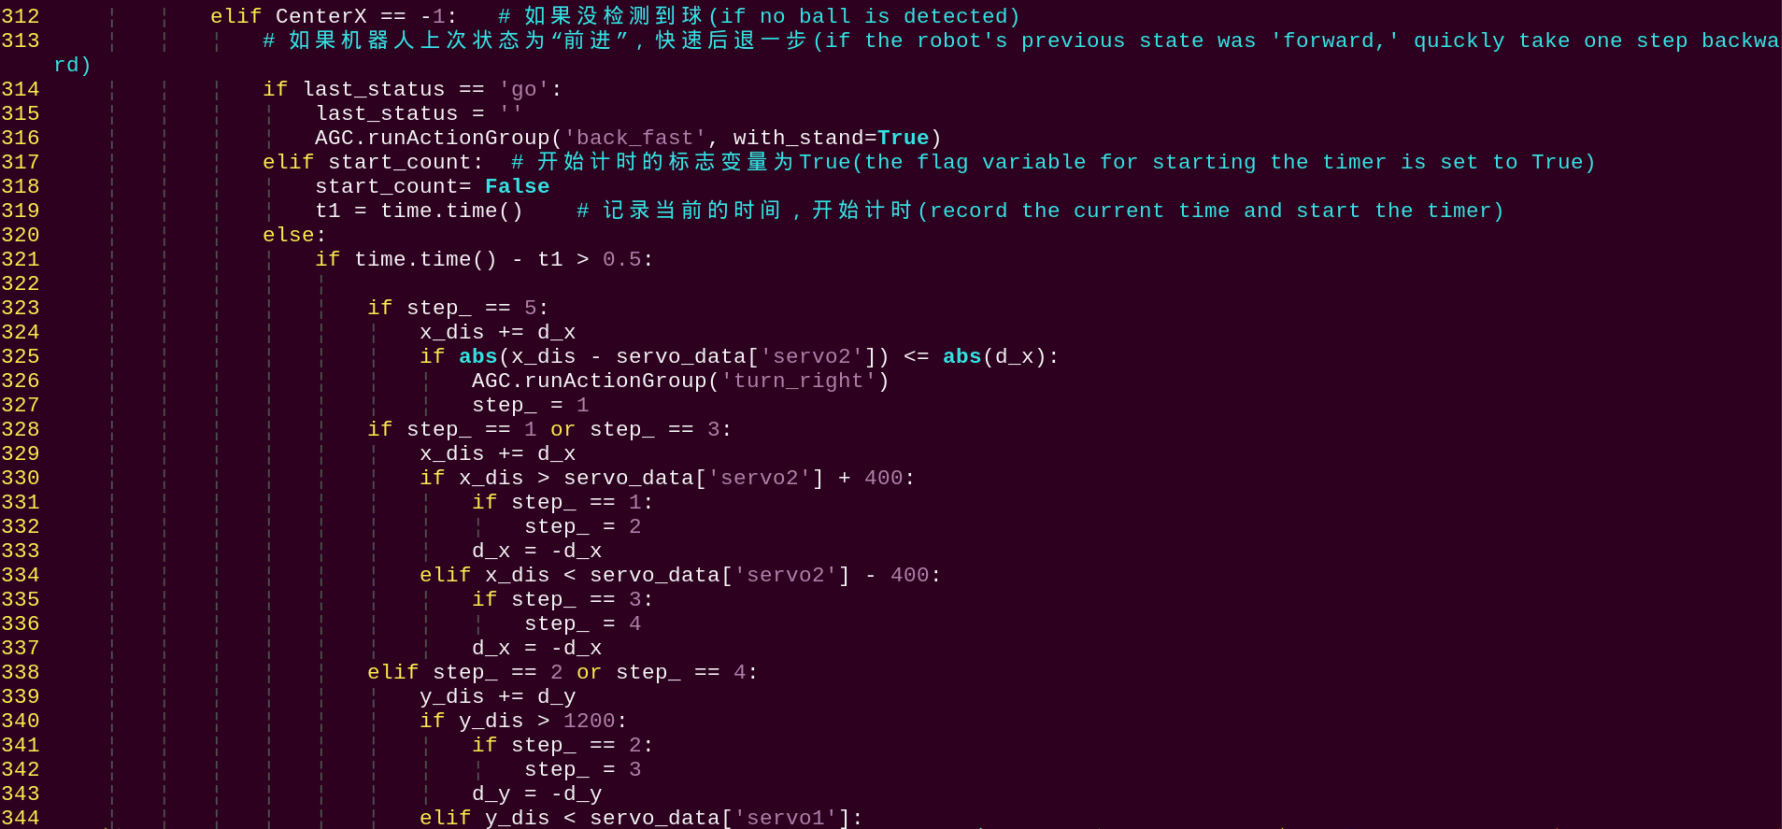 312             elif CenterX == -1:   # 如果没检测到球(if no ball is detected)
313                 # 如果机器人上次状态为“前进”，快速后退一步(if the robot's previous state was 'forward,' quickly take one step backwa
rd)
314                 if last_status == 'go':
315                     last_status = ''
316                     AGC.runActionGroup('back_fast', with_stand=True)
317                 elif start_count:  # 开始计时的标志变量为True(the flag variable for starting the timer is set to True)
318                     start_count= False
319                     t1 = time.time()    # 记录当前的时间，开始计时(record the current time and start the timer)
320                 else:
321                     if time.time() - t1 > 0.5:
322
323                         if step_ == 5:
324                             x_dis += d_x
325                             if abs(x_dis - servo_data['servo2']) <= abs(d_x):
326                                 AGC.runActionGroup('turn_right')
327                                 step_ = 1
328                         if step_ == 1 or step_ == 3:
329                             x_dis += d_x
330                             if x_dis > servo_data['servo2'] + 400:
331                                 if step_ == 1:
332                                     step_ = 2
333                                 d_x = -d_x
334                             elif x_dis < servo_data['servo2'] - 400:
335                                 if step_ == 3:
336                                     step_ = 4
337                                 d_x = -d_x
338                         elif step_ == 2 or step_ == 4:
339                             y_dis += d_y
340                             if y_dis > 1200:
341                                 if step_ == 2:
342                                     step_ = 3
343                                 d_y = -d_y
344                             elif y_dis < servo_data['servo1']: